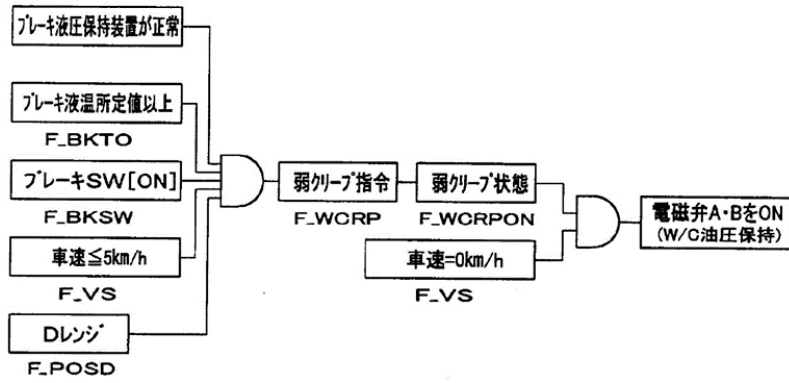 ブレーキ液圧保持装置が正常
ブレーキ液温所定値以上
F_BKTO
ブレーキSW[ON]
F_BKSW
車速≦5km/h
F_VS
Dレンジ
F_POSD
弱クリープ指令
F_WCRP
弱クリープ状態
F_WCRPON
車速=0km/h
F_VS
電磁弁A・BをON
(W/C油圧保持)